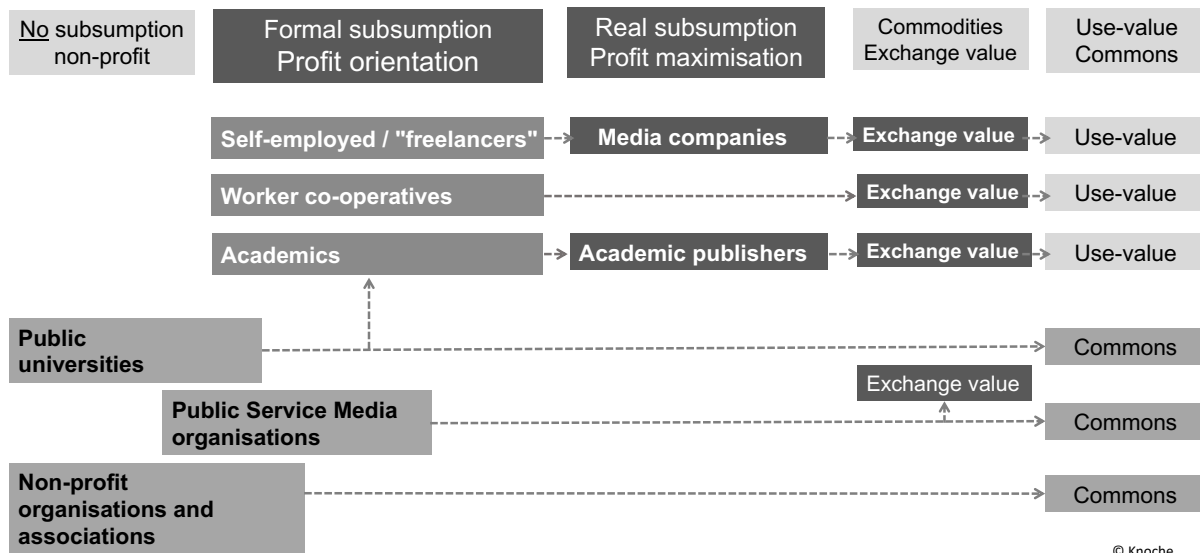 No subsumption
non-profit
Formal subsumption
Profit orientation
Real subsumption
Profit maximisation
Commodities
Exchange value
Use-value
Commons
Self-employed / "freelancers"
Media companies
Exchange value
Use-value
Worker co-operatives
Exchange value
Use-value
Academics
Academic publishers
Exchange value
Use-value
Public
universities
Commons
Exchange value
Public Service Media
organisations
Commons
Non-profit
organisations and
associations
Commons
© Knoche